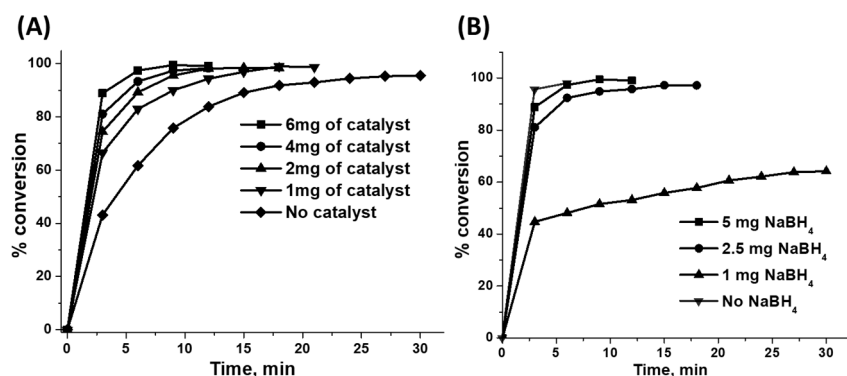 (A)
% conversion
100
80
60
40
20
0
6mg of catalyst
4mg of catalyst
2mg of catalyst
1mg of catalyst
No catalyst
0 5 10 15 20 25 30
Time, min
(B)
% conversion
100
80
60
40
20
0
5 mg NaBH₄
2.5 mg NaBH₄
1 mg NaBH₄
No NaBH₄
0 5 10 15 20 25 30
Time, min